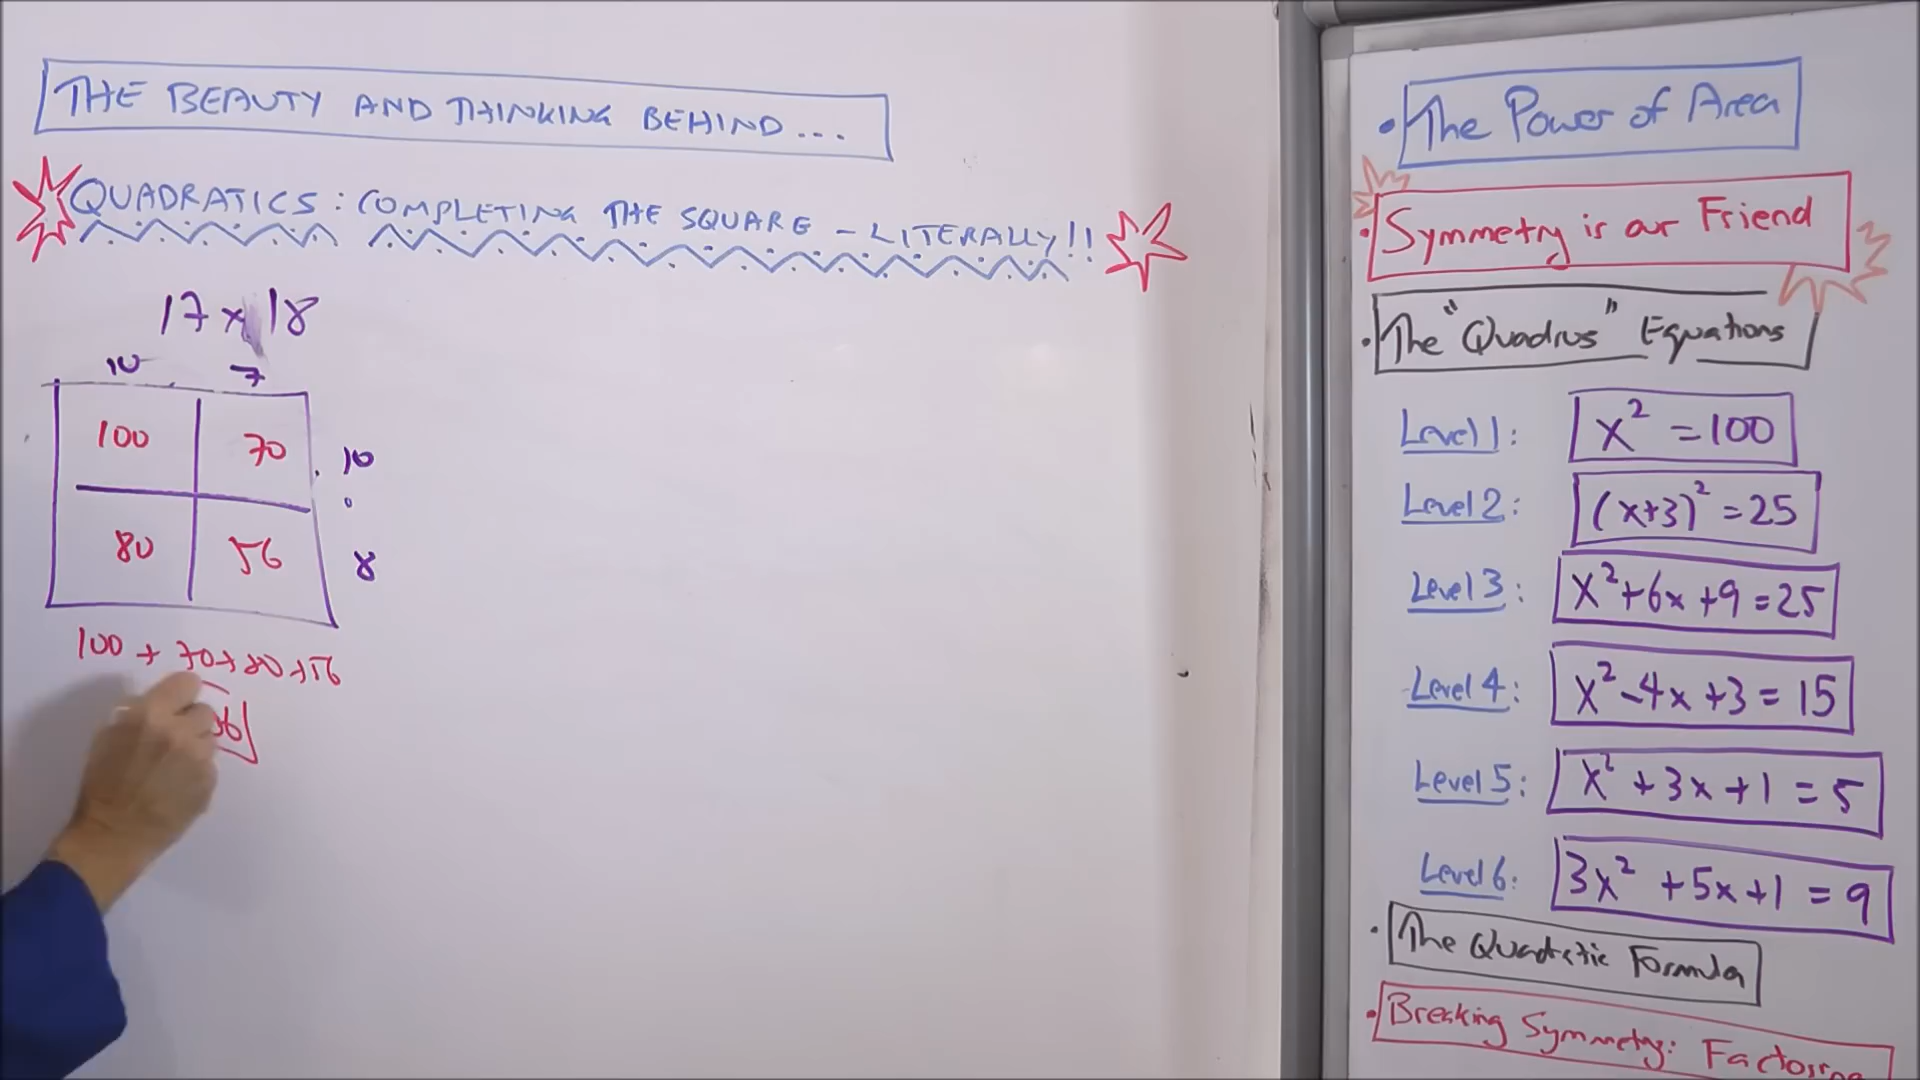 THE BEAUTY AND THINKING BEHIND...
QUADRATICS: COMPLETING THE SQUARE - LITERALLY!!
17 x 18
10 7
100 70 10
80 56 8
100 + 70+80+56
• The Power of Area
• Symmetry is our Friend
• The "Quadrus" Equations
Level 1: x² = 100
Level 2: (x+3)² = 25
Level 3: x²+6x+9 = 25
Level 4: x²-4x+3 = 15
Level 5: x²+3x+1 = 5
Level 6: 3x²+5x+1 = 9
• The Quadratic Formula
• Breaking Symmetry: